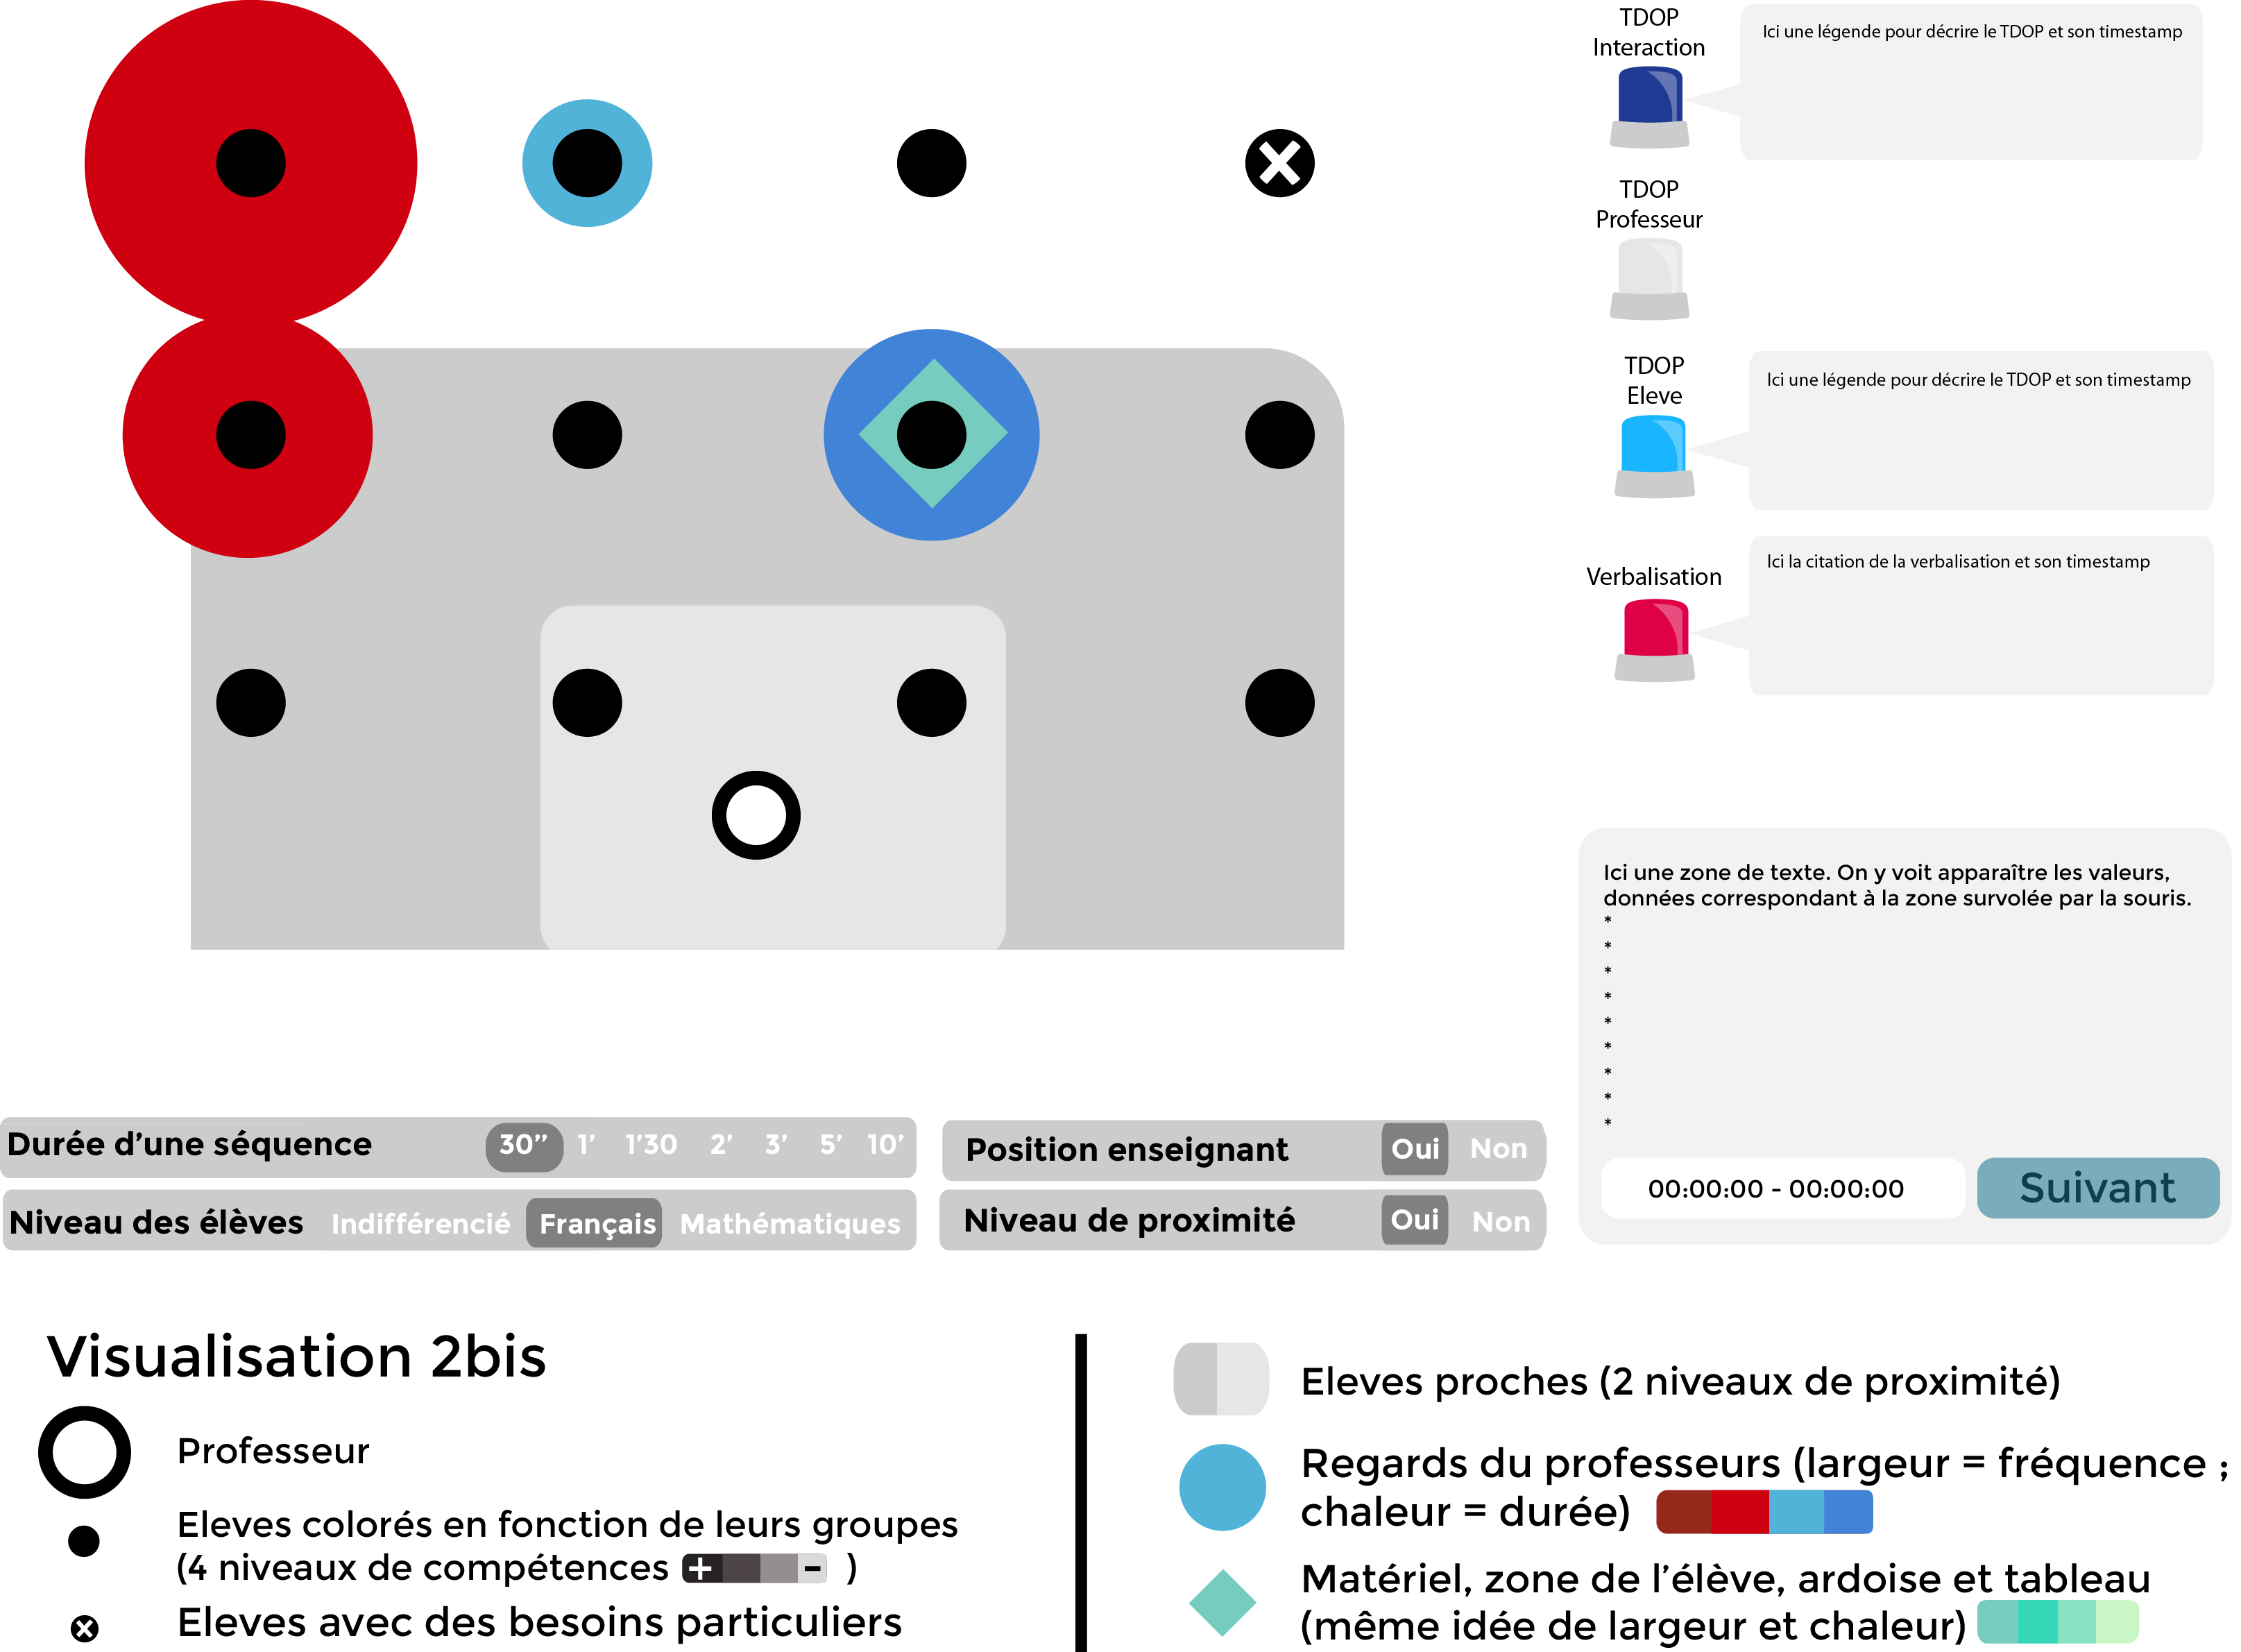 TDOP
Interaction
Ici une légende pour décrire le TDOP et son timestamp
TDOP
Professeur
TDOP
Eleve
Ici une légende pour décrire le TDOP et son timestamp
Verbalisation
Ici la citation de la verbalisation et son timestamp
Ici une zone de texte. On y voit apparaître les valeurs,
données correspondant à la zone survolée par la souris.
*
*
*
*
*
*
*
*
*
00:00:00 - 00:00:00
Suivant
Durée d’une séquence 30’’ 1’ 1’30 2’ 3’ 5’ 10’
Position enseignant Oui Non
Niveau des élèves Indifférencié Français Mathématiques
Niveau de proximité Oui Non
Visualisation 2bis
Professeur
Eleves colorés en fonction de leurs groupes
(4 niveaux de compétences + - )
Eleves avec des besoins particuliers
Eleves proches (2 niveaux de proximité)
Regards du professeurs (largeur = fréquence ;
chaleur = durée)
Matériel, zone de l’élève, ardoise et tableau
(même idée de largeur et chaleur)